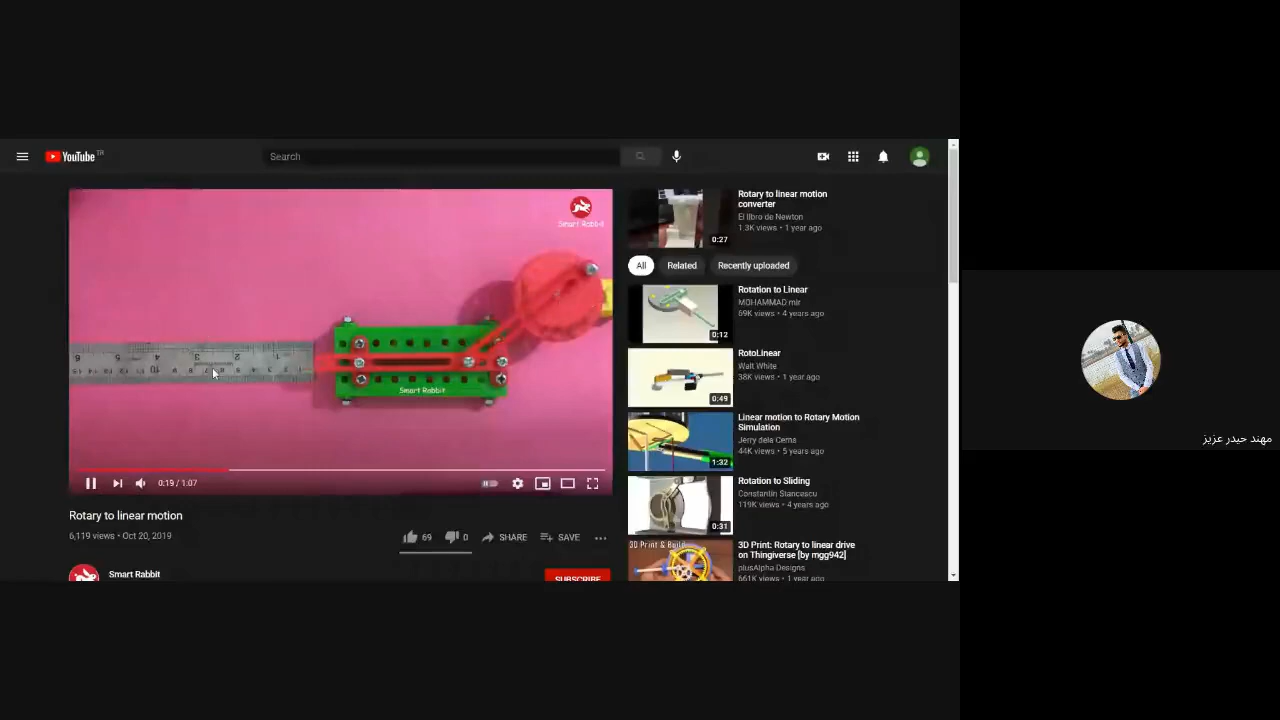 YouTube TR
Search
Smart Rabbit
Smart Rabbit
0:19 / 1:07
Rotary to linear motion
6,119 views • Oct 20, 2019
69
0
SHARE
SAVE
Smart Rabbit
SUBSCRIBE
Rotary to linear motion
converter
El libro de Newton
1.3K views • 1 year ago
0:27
All
Related
Recently uploaded
Rotation to Linear
MOHAMMAD mir
69K views • 4 years ago
0:12
RotoLinear
Walt White
38K views • 1 year ago
0:49
Linear motion to Rotary Motion
Simulation
Jerry dela Cerna
44K views • 5 years ago
1:32
Rotation to Sliding
Constantin Stancescu
119K views • 4 years ago
0:31
3D Print & Build
3D Print: Rotary to linear drive
on Thingiverse [by mgg942]
plusAlpha Designs
661K views • 1 year ago
مهند حيدر عزيز